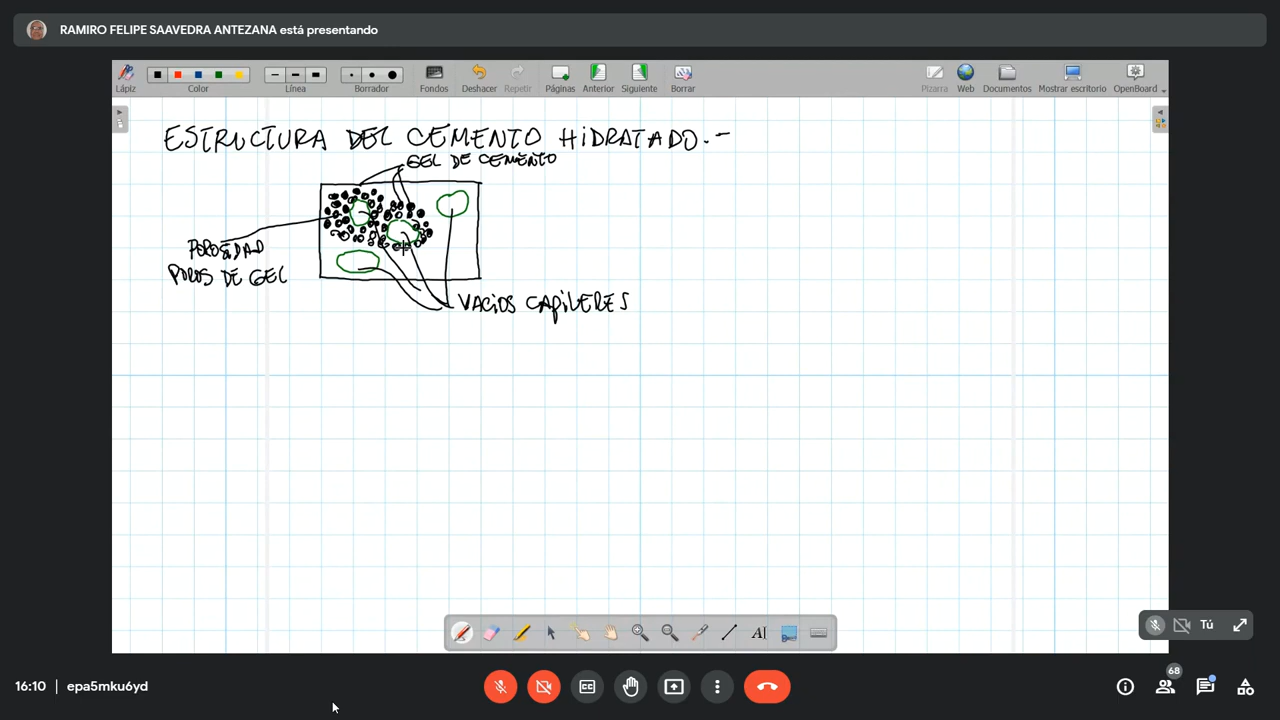 RAMIRO FELIPE SAAVEDRA ANTEZANA está presentando
Lápiz
Color
Línea
Borrador
Fondos
Deshacer
Repetir
Páginas
Anterior
Siguiente
Borrar
Pizarra
Web
Documentos
Mostrar escritorio
OpenBoard
ESTRUCTURA DEL CEMENTO HIDRATADO.-
GEL DE CEMENTO
POROSIDAD
POROS DE GEL
VACIOS CAPILERES
AI
Tú
68
16:10 | epa5mku6yd